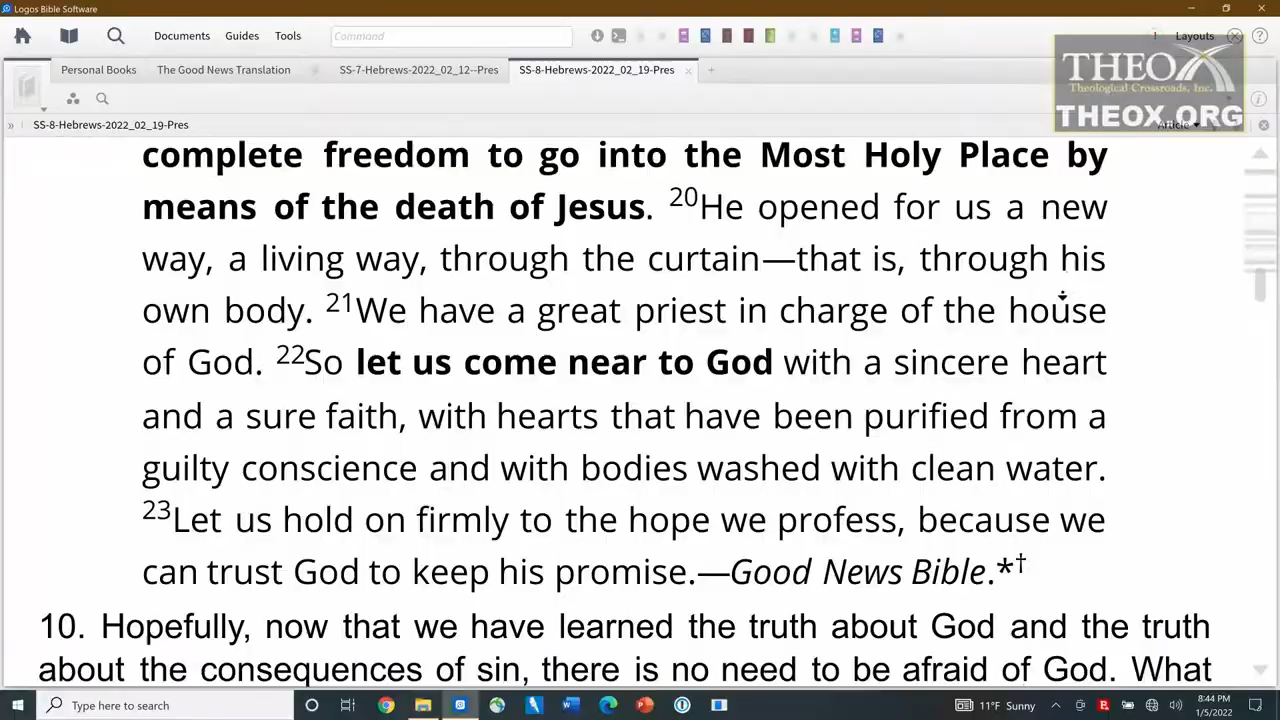 Logos Bible Software
Documents Guides Tools Command Layouts
Personal Books The Good News Translation SS-7-Hebrews-2022_02_12--Pres SS-8-Hebrews-2022_02_19-Pres
THEOX
Theological Crossroads, Inc.
THEOX.ORG
SS-8-Hebrews-2022_02_19-Pres Article
complete freedom to go into the Most Holy Place by
means of the death of Jesus. 20He opened for us a new
way, a living way, through the curtain—that is, through his
own body. 21We have a great priest in charge of the house
of God. 22So let us come near to God with a sincere heart
and a sure faith, with hearts that have been purified from a
guilty conscience and with bodies washed with clean water.
23Let us hold on firmly to the hope we profess, because we
can trust God to keep his promise.—Good News Bible.*†
10. Hopefully, now that we have learned the truth about God and the truth
about the consequences of sin, there is no need to be afraid of God. What
Type here to search 11°F Sunny 8:44 PM
1/5/2022